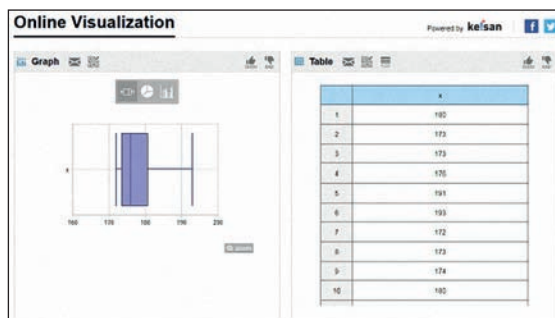 Online Visualization
Powered by keisan
Graph
Table
x
1 180
2 173
3 173
4 176
5 191
6 193
7 172
8 173
9 174
10 180
x
160 170 180 190 200
zoom